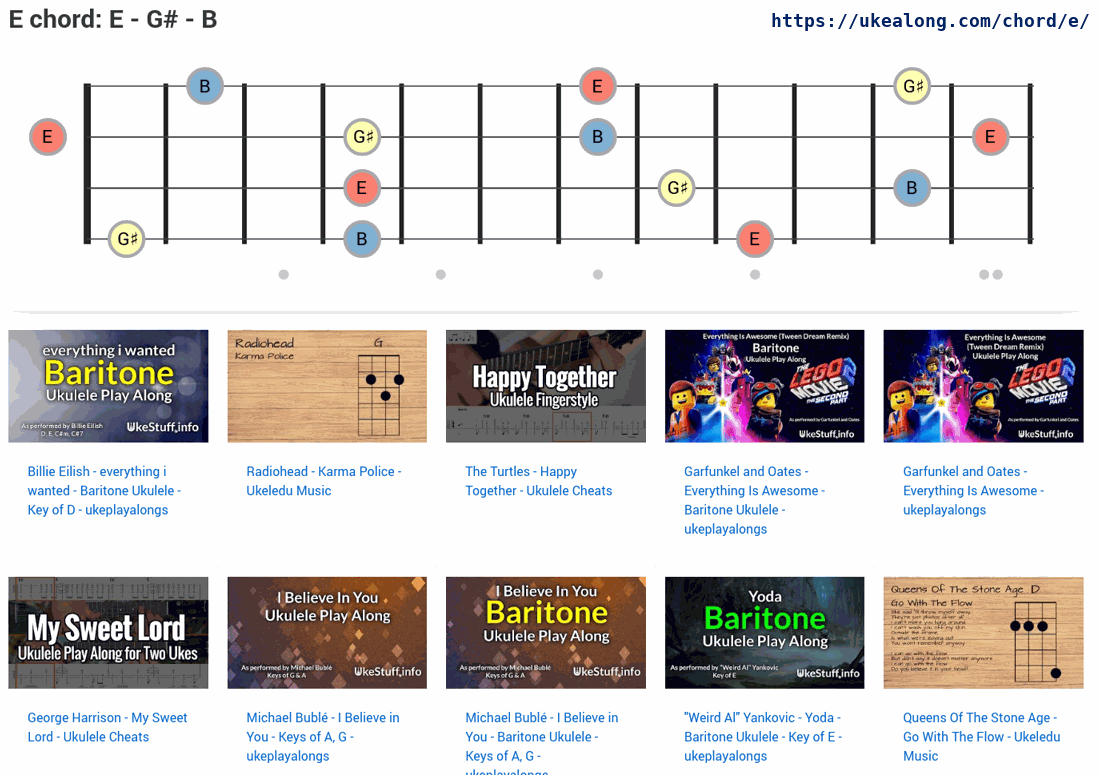 E chord: E - G# - B
https://ukealong.com/chord/e/
B E G♯
E G♯ B E
E G♯ B
G♯ B E
everything i wanted
Baritone
Ukulele Play Along
As performed by Billie Eilish
D, E, C#m, C#7
UkeStuff.info
Radiohead
Karma Police
G
Happy Together
Ukulele Fingerstyle
Everything Is Awesome (Tween Dream Remix)
Baritone
Ukulele Play Along
THE LEGO MOVIE 2
THE SECOND PART
As performed by Garfunkel and Oates
UkeStuff.info
Everything Is Awesome
(Tween Dream Remix)
Ukulele Play Along
THE LEGO MOVIE 2
THE SECOND PART
As performed by Garfunkel and Oates
UkeStuff.info
Billie Eilish - everything i
wanted - Baritone Ukulele -
Key of D - ukeplayalongs
Radiohead - Karma Police -
Ukeledu Music
The Turtles - Happy
Together - Ukulele Cheats
Garfunkel and Oates -
Everything Is Awesome -
Baritone Ukulele -
ukeplayalongs
Garfunkel and Oates -
Everything Is Awesome -
ukeplayalongs
My Sweet Lord
Ukulele Play Along for Two Ukes
I Believe In You
Ukulele Play Along
As performed by Michael Bublé
Keys of G & A
UkeStuff.info
I Believe In You
Baritone
Ukulele Play Along
As performed by Michael Bublé
Keys of G & A
UkeStuff.info
Yoda
Baritone
Ukulele Play Along
As performed by "Weird Al" Yankovic
Key of E
UkeStuff.info
Queens Of The Stone Age D
Go With The Flow
George Harrison - My Sweet
Lord - Ukulele Cheats
Michael Bublé - I Believe in
You - Keys of A, G -
ukeplayalongs
Michael Bublé - I Believe in
You - Baritone Ukulele -
Keys of A, G -
ukeplayalongs
"Weird Al" Yankovic - Yoda -
Baritone Ukulele - Key of E -
ukeplayalongs
Queens Of The Stone Age -
Go With The Flow - Ukeledu
Music